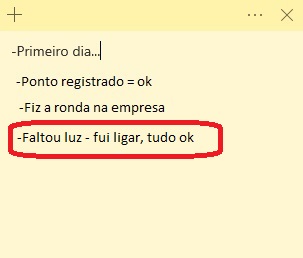 -Primeiro dia...
-Ponto registrado = ok
-Fiz a ronda na empresa
-Faltou luz - fui ligar, tudo ok